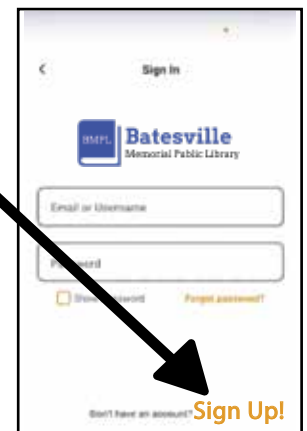 Sign In
BMPL
Batesville
Memorial Public Library
Email or Username
Password
Show Password Forgot password?
Don't have an account? Sign Up!